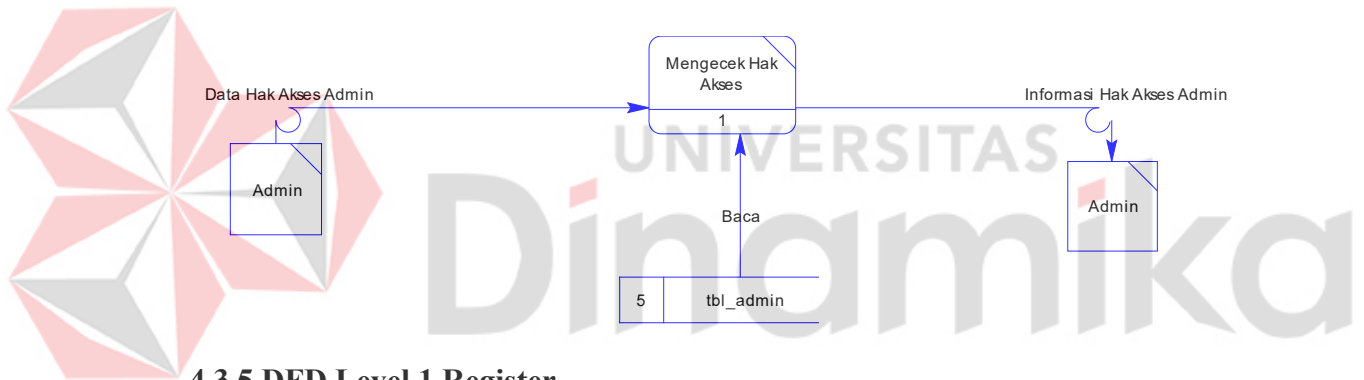 Mengecek Hak
Akses
1
Data Hak Akses Admin
Informasi Hak Akses Admin
Admin
Admin
Baca
5 tbl_admin
UNIVERSITAS
Dinamika
4.3.5 DFD Level 1 Register